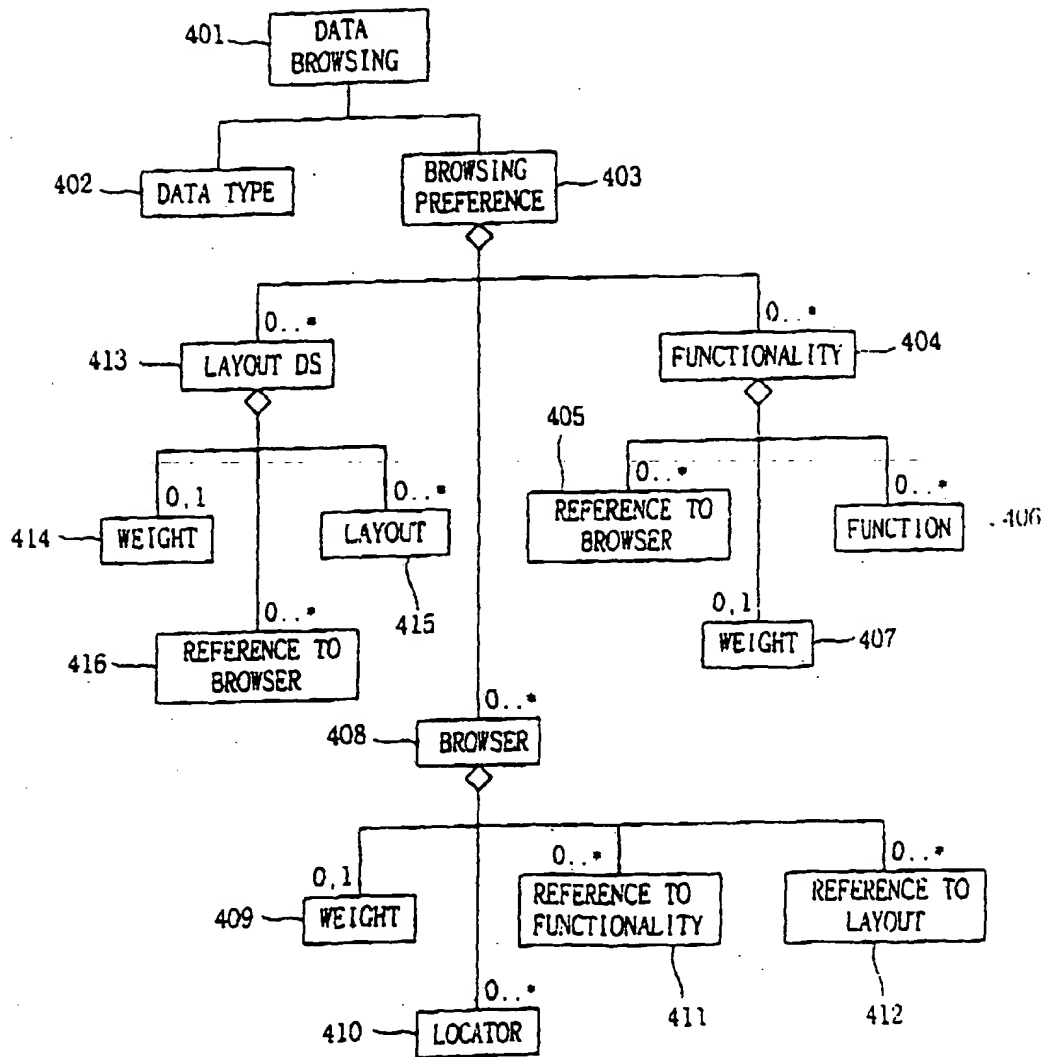 401
DATA
BROWSING
402
DATA TYPE
BROWSING
PREFERENCE
403
0..*
413
LAYOUT DS
0..*
FUNCTIONALITY
404
405
0,1
414
WEIGHT
0..*
LAYOUT
415
0..*
REFERENCE TO
BROWSER
0..*
FUNCTION
406
0..*
416
REFERENCE TO
BROWSER
0,1
WEIGHT
407
0..*
408
BROWSER
0,1
409
WEIGHT
0..*
REFERENCE TO
FUNCTIONALITY
411
0..*
REFERENCE TO
LAYOUT
412
0..*
410
LOCATOR